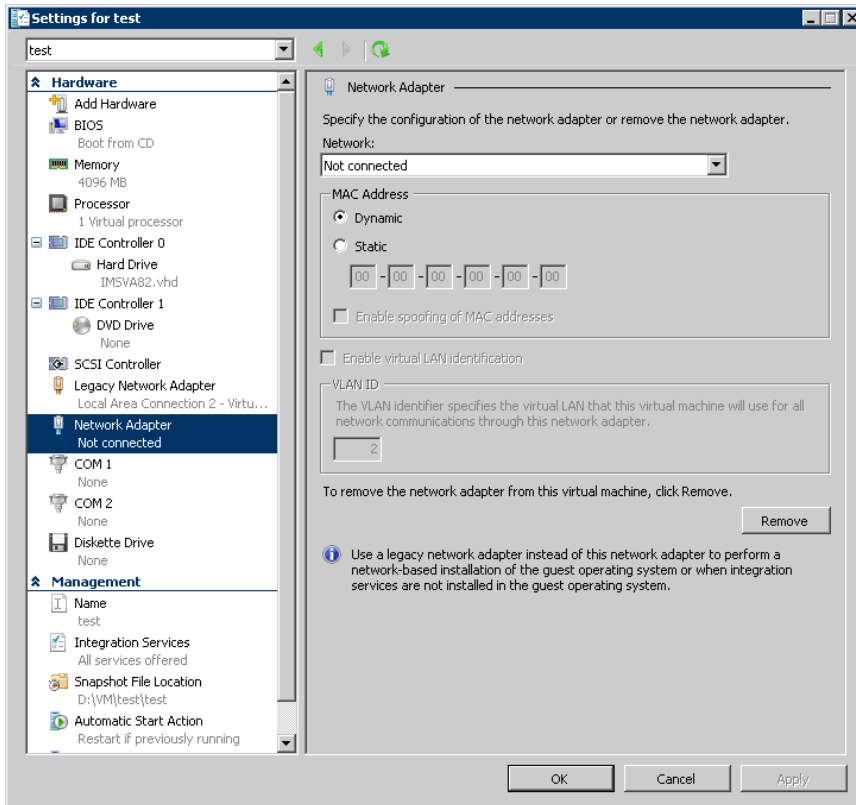 Settings for test
test
Hardware
Add Hardware
BIOS
Boot from CD
Memory
4096 MB
Processor
1 Virtual processor
IDE Controller 0
Hard Drive
IMSVA82.vhd
IDE Controller 1
DVD Drive
None
SCSI Controller
Legacy Network Adapter
Local Area Connection 2 - Virtu...
Network Adapter
Not connected
COM 1
None
COM 2
None
Diskette Drive
None
Management
Name
test
Integration Services
All services offered
Snapshot File Location
D:\VM\test\test
Automatic Start Action
Restart if previously running
Network Adapter
Specify the configuration of the network adapter or remove the network adapter.
Network:
Not connected
MAC Address
Dynamic
Static
00 - 00 - 00 - 00 - 00 - 00
Enable spoofing of MAC addresses
Enable virtual LAN identification
VLAN ID
The VLAN identifier specifies the virtual LAN that this virtual machine will use for all
network communications through this network adapter.
2
To remove the network adapter from this virtual machine, click Remove.
Remove
Use a legacy network adapter instead of this network adapter to perform a
network-based installation of the guest operating system or when integration
services are not installed in the guest operating system.
OK
Cancel
Apply